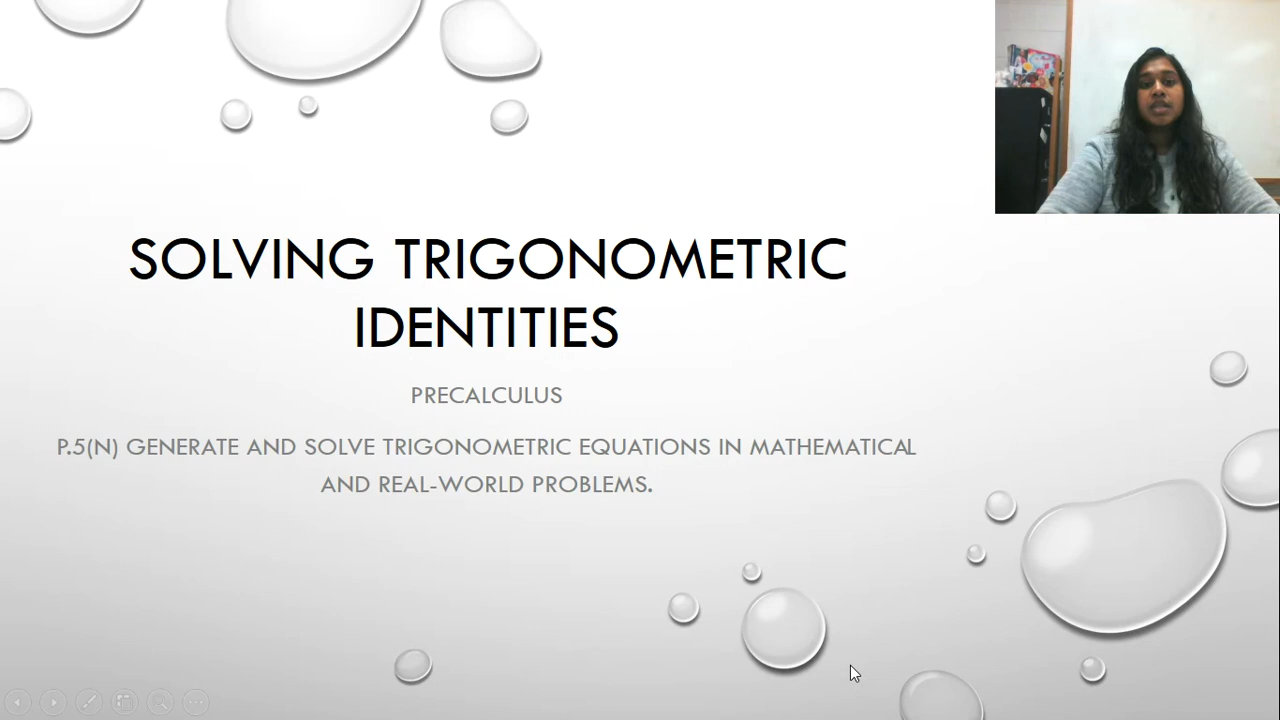 SOLVING TRIGONOMETRIC
IDENTITIES
PRECALCULUS
P.5(N) GENERATE AND SOLVE TRIGONOMETRIC EQUATIONS IN MATHEMATICAL
AND REAL-WORLD PROBLEMS.